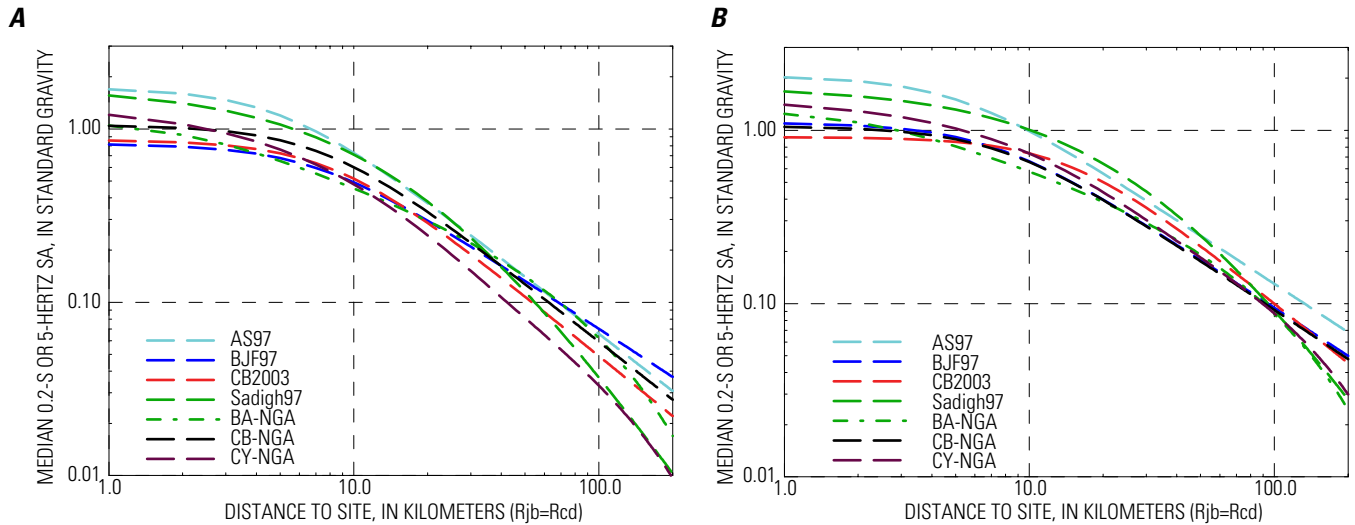 A
MEDIAN 0.2-S OR 5-HERTZ SA, IN STANDARD GRAVITY
1.00
0.10
0.01
AS97
BJF97
CB2003
Sadigh97
BA-NGA
CB-NGA
CY-NGA
1.0 10.0 100.0
DISTANCE TO SITE, IN KILOMETERS (Rjb=Rcd)
B
MEDIAN 0.2-S OR 5-HERTZ SA, IN STANDARD GRAVITY
1.00
0.10
0.01
AS97
BJF97
CB2003
Sadigh97
BA-NGA
CB-NGA
CY-NGA
1.0 10.0 100.0
DISTANCE TO SITE, IN KILOMETERS (Rjb=Rcd)